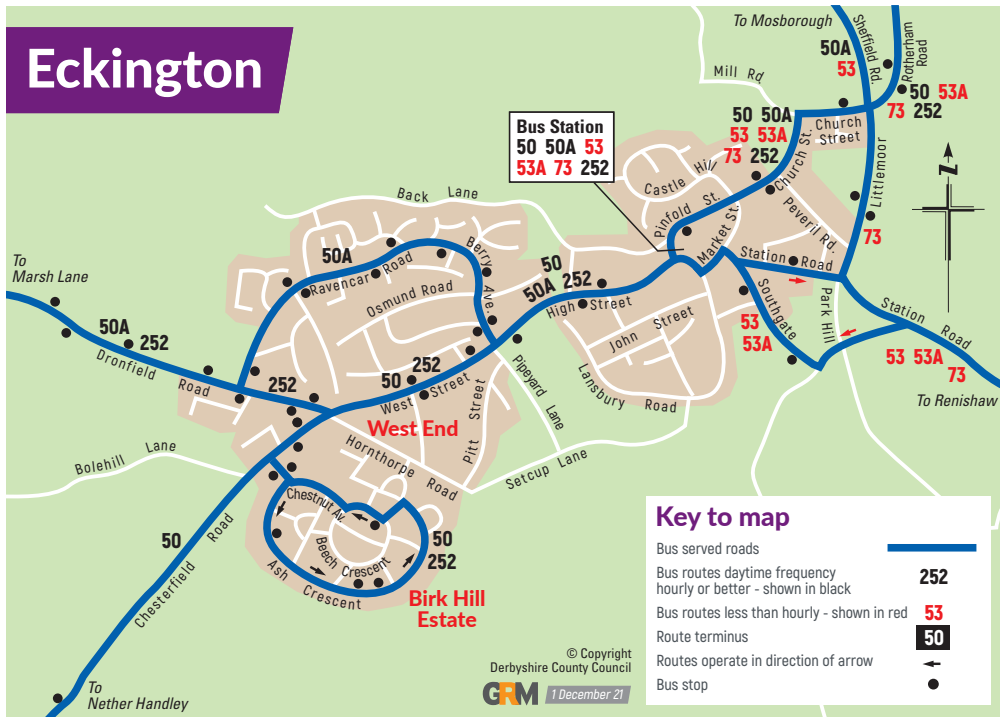 Eckington
To Mosborough
Sheffield Rd.
Rotherham
Road
50A
53
Mill Rd.
50 53A
73 252
50 50A
53 53A
73 252
Church
Street
Church St.
Bus Station
50 50A 53
53A 73 252
Castle Hill
Pinfold St.
Market St.
Peveril Rd.
Littlemoor
73
N
Back Lane
Berry Ave.
50A
Ravencar Road
Osmund Road
50
50A 252
High Street
Station Road
Park Hill
Southgate
53
53A
Station Road
53 53A
73
To Renishaw
To
Marsh Lane
50A
252
Dronfield Road
252
252
50
West Street
West End
John Street
Lansbury Road
Pipeyard Lane
Pitt Street
Setcup Lane
Hornthorpe Road
Bolehill Lane
Chestnut Av.
Beech Crescent
Ash Crescent
50
252
Birk Hill
Estate
50
Chesterfield Road
To
Nether Handley
© Copyright
Derbyshire County Council
GRM
1 December 21
Key to map
Bus served roads
Bus routes daytime frequency
hourly or better - shown in black
252
Bus routes less than hourly - shown in red
53
Route terminus
50
Routes operate in direction of arrow
Bus stop